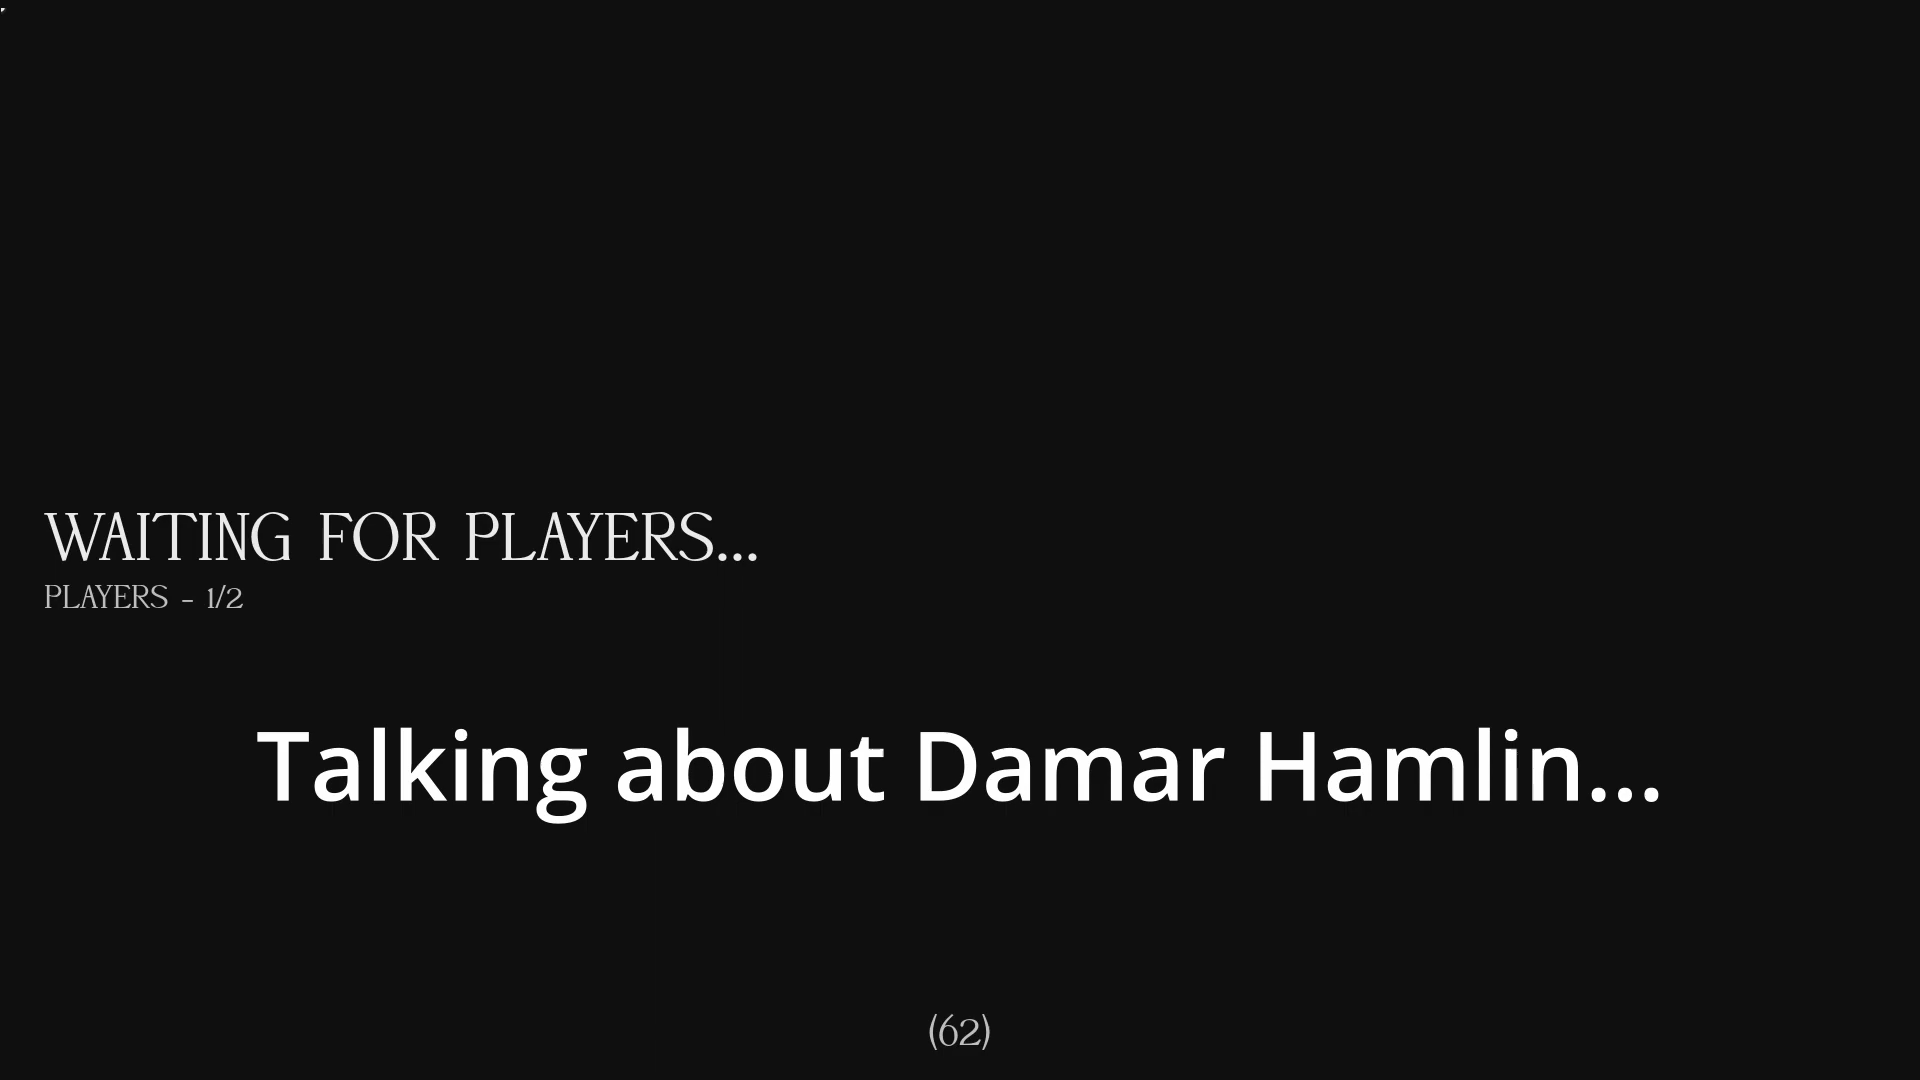 WAITING FOR PLAYERS...
PLAYERS - 1/2
Talking about Damar Hamlin...
(62)